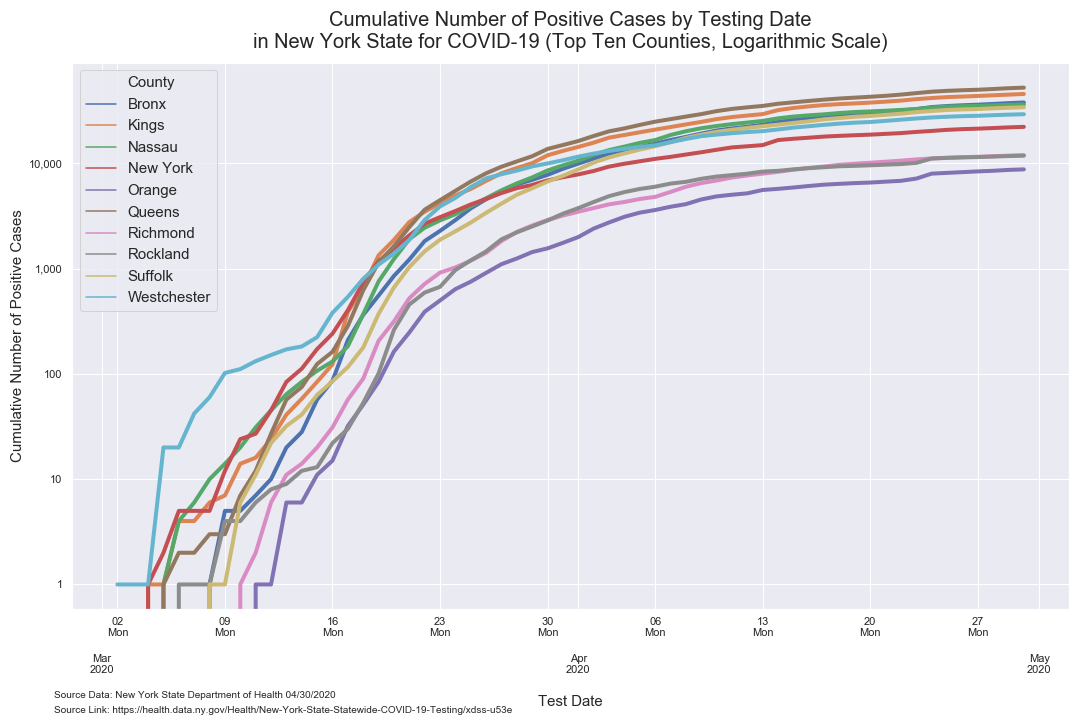 Cumulative Number of Positive Cases by Testing Date
in New York State for COVID-19 (Top Ten Counties, Logarithmic Scale)
County
Bronx
Kings
Nassau
New York
Orange
Queens
Richmond
Rockland
Suffolk
Westchester
Cumulative Number of Positive Cases
10,000
1,000
100
10
1
02 09 16 23 30 06 13 20 27
Mon Mon Mon Mon Mon Mon Mon Mon Mon
Mar Apr May
2020 2020 2020
Test Date
Source Data: New York State Department of Health 04/30/2020
Source Link: https://health.data.ny.gov/Health/New-York-State-Statewide-COVID-19-Testing/xdss-u53e